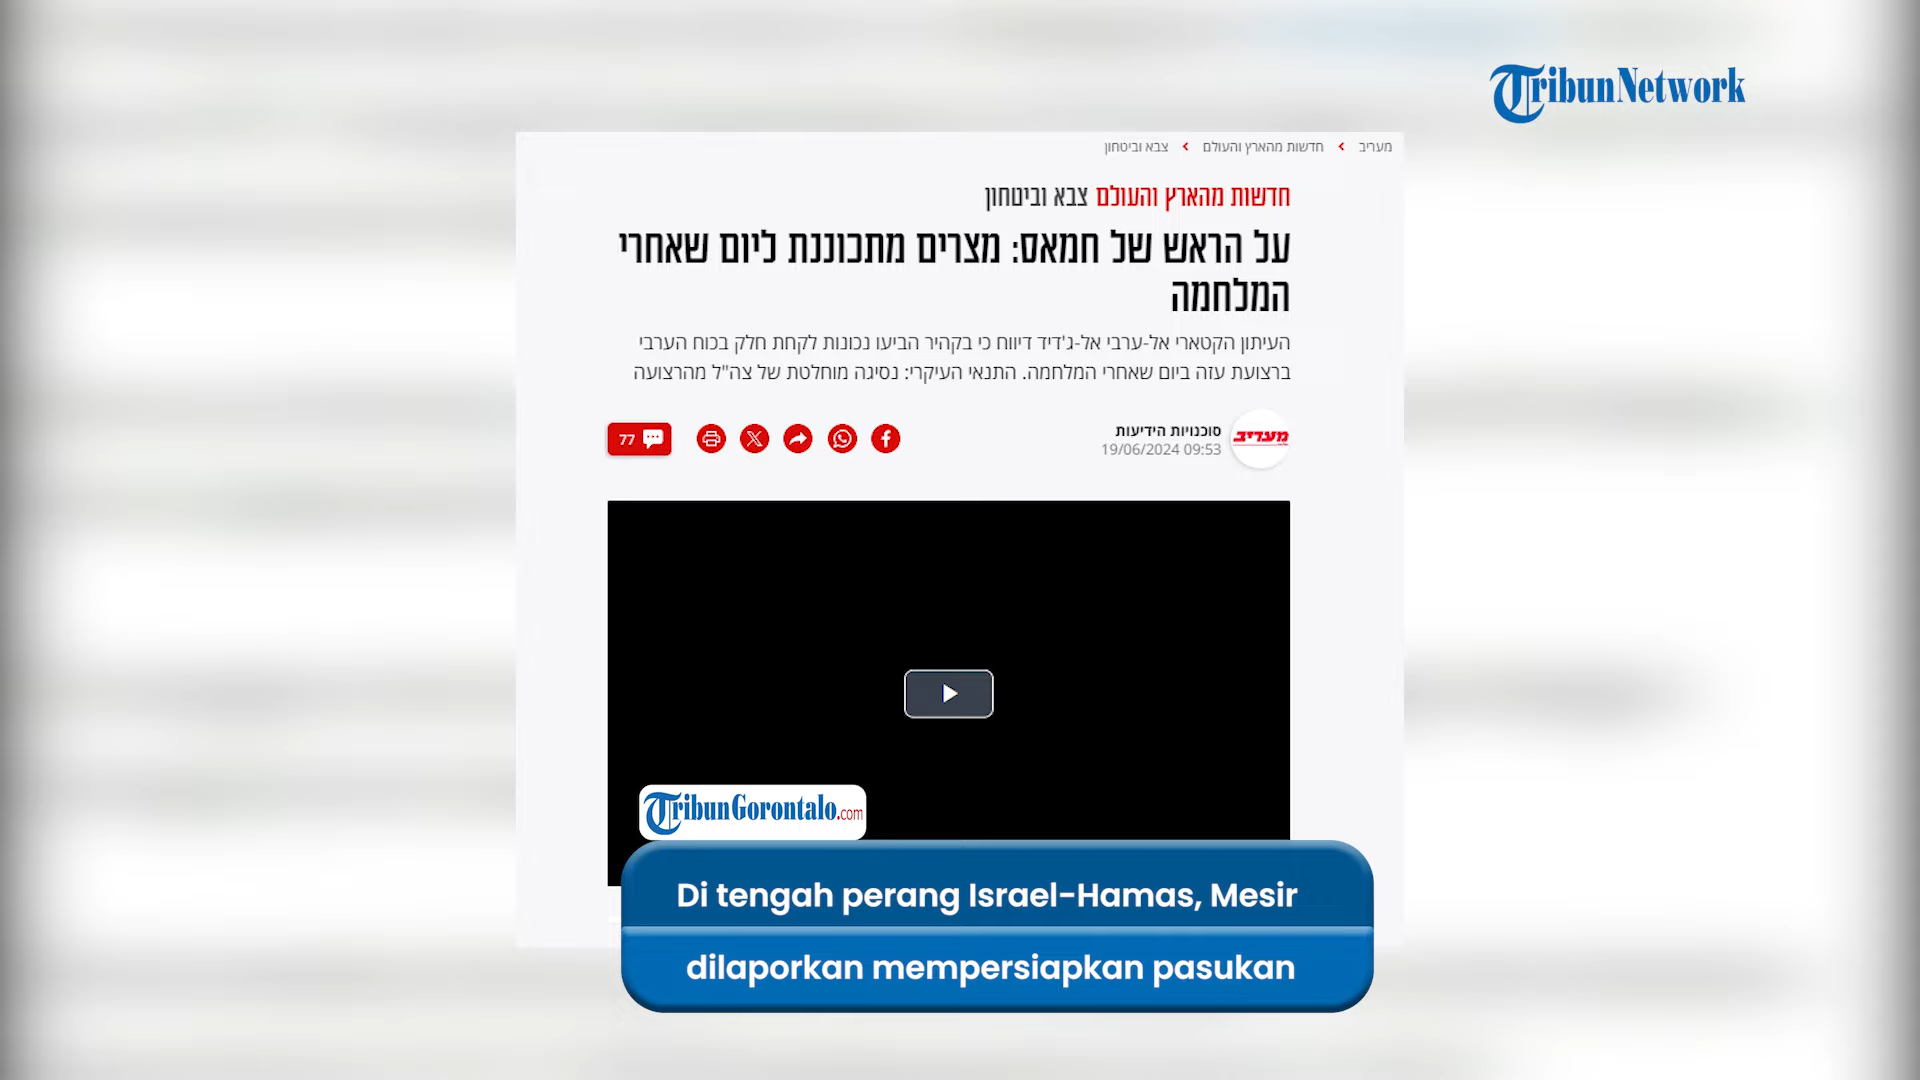 TribunNetwork
מעריב > חדשות מהארץ והעולם > צבא וביטחון
חדשות מהארץ והעולם צבא וביטחון
על הראש של חמאס: מצרים מתכוננת ליום שאחרי
המלחמה
העיתון הקטארי אל-ערבי אל-ג'דיד דיווח כי בקהיר הביעו נכונות לקחת חלק בכוח הערבי
ברצועת עזה ביום שאחרי המלחמה. התנאי העיקרי: נסיגה מוחלטת של צה"ל מהרצועה
מעריב
סוכנויות הידיעות
19/06/2024 09:53
77
TribunGorontalo.com
Di tengah perang Israel-Hamas, Mesir
dilaporkan mempersiapkan pasukan